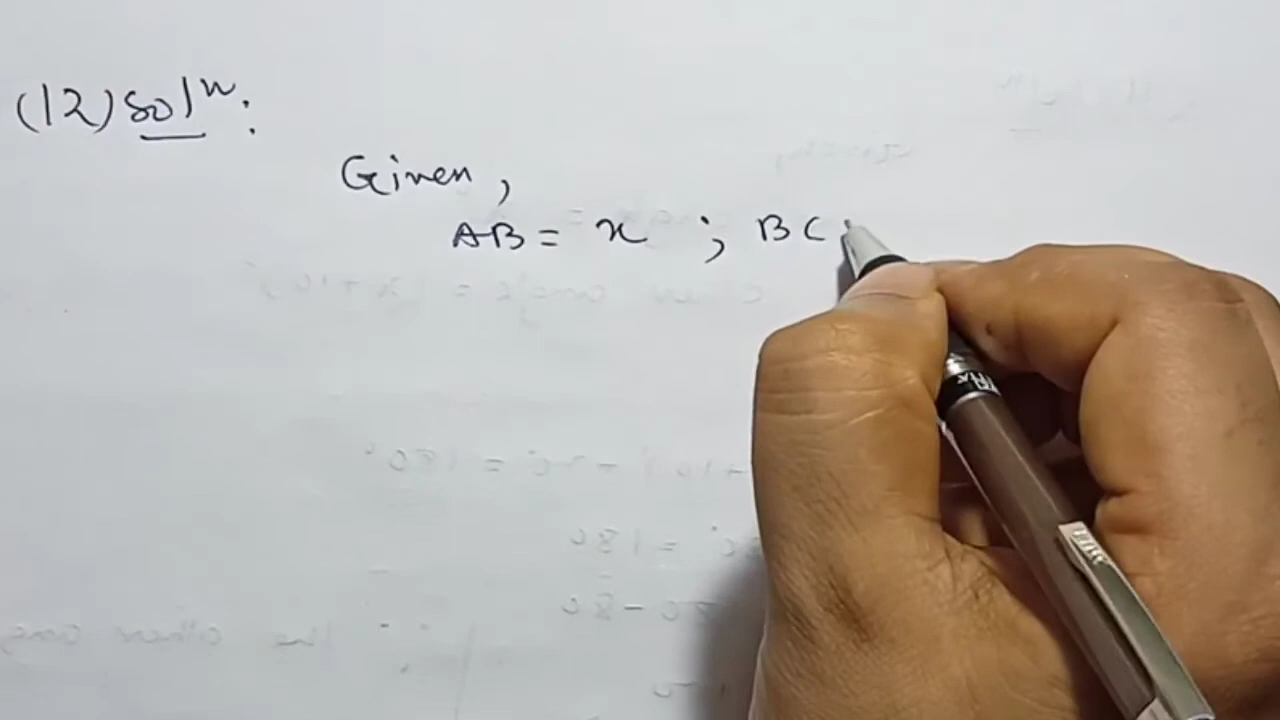 (12) Solⁿ:
Given,
AB = x ; BC